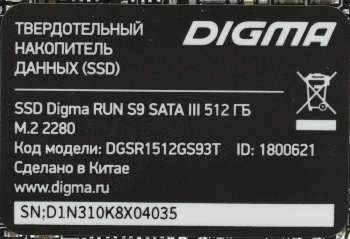 ТВЕРДОТЕЛЬНЫЙ
НАКОПИТЕЛЬ
ДАННЫХ (SSD)
DIGMA
SSD Digma RUN S9 SATA III 512 ГБ
M.2 2280
Код модели: DGSR1512GS93T ID: 1800621
Сделано в Китае
www.digma.ru
SN;D1N310K8X04035